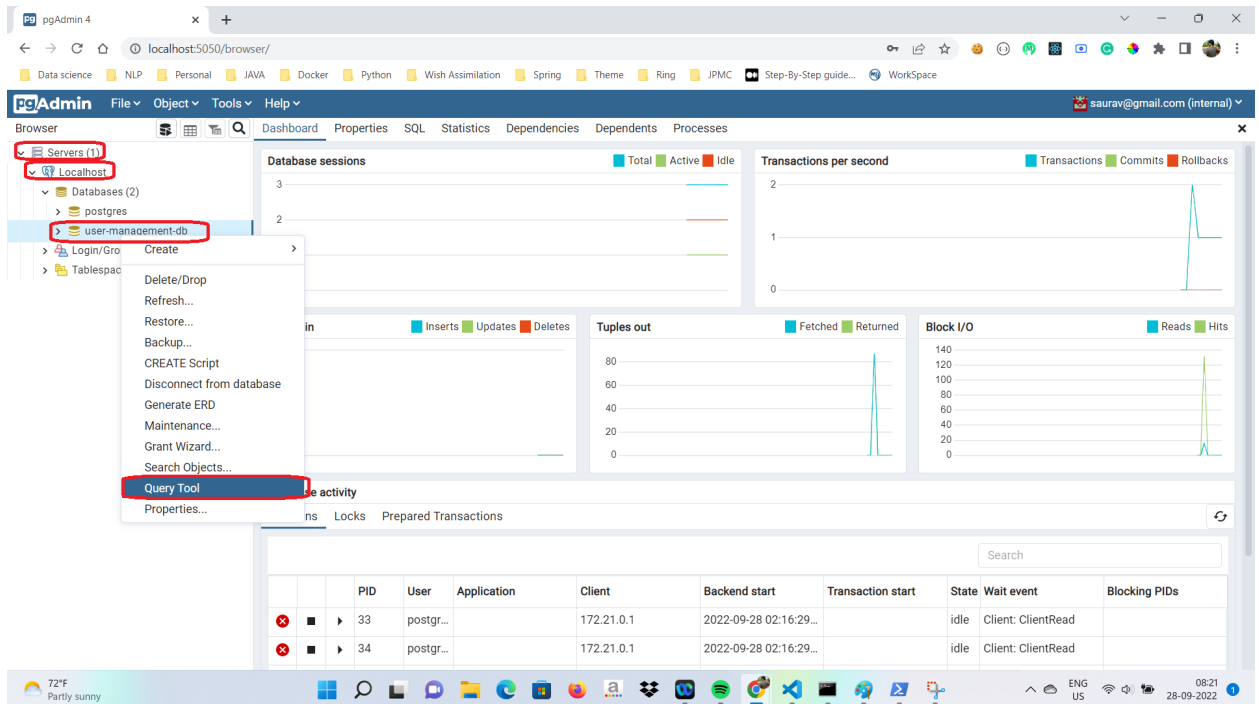 pgAdmin 4
localhost:5050/browser/
Data science NLP Personal JAVA Docker Python Wish Assimilation Spring Theme Ring JPMC Step-By-Step guide... WorkSpace
pgAdmin File Object Tools Help saurav@gmail.com (internal)
Browser Dashboard Properties SQL Statistics Dependencies Dependents Processes
Servers (1)
Localhost
Databases (2)
postgres
user-management-db
Login/Gro
Tablespac
Create
Delete/Drop
Refresh...
Restore...
Backup...
CREATE Script
Disconnect from database
Generate ERD
Maintenance...
Grant Wizard...
Search Objects...
Query Tool
Properties...
Database sessions Total Active Idle
3
2
Transactions per second Transactions Commits Rollbacks
2
1
0
in Inserts Updates Deletes
Tuples out Fetched Returned
80
60
40
20
0
Block I/O Reads Hits
140
120
100
80
60
40
20
0
se activity
ns Locks Prepared Transactions
Search
PID User Application Client Backend start Transaction start State Wait event Blocking PIDs
33 postgr... 172.21.0.1 2022-09-28 02:16:29... idle Client: ClientRead
34 postgr... 172.21.0.1 2022-09-28 02:16:29... idle Client: ClientRead
72°F
Partly sunny
a
ENG
US
08:21
28-09-2022
1